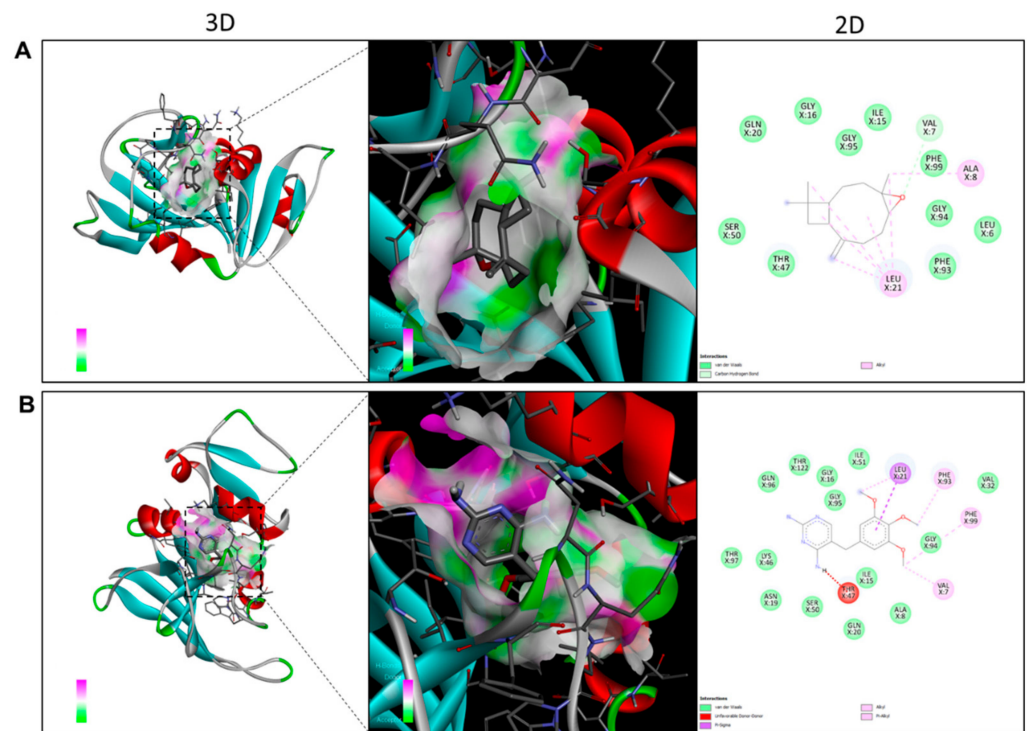 3D
2D
A
GLN
X:20
GLY
X:16
ILE
X:15
GLY
X:95
VAL
X:7
PHE
X:99
ALA
X:8
GLY
X:94
LEU
X:6
SER
X:50
THR
X:47
PHE
X:93
LEU
X:21
Interactions
van der Waals
Carbon Hydrogen Bond
Alkyl
B
GLN
X:96
THR
X:122
GLY
X:16
ILE
X:51
LEU
X:21
PHE
X:93
VAL
X:32
GLY
X:95
PHE
X:99
GLY
X:94
THR
X:97
LYS
X:46
ILE
X:15
VAL
X:7
ASN
X:19
SER
X:50
GLN
X:20
ALA
X:8
H
Interactions
van der Waals
Unfavorable Donor-Donor
Pi-Sigma
Alkyl
Pi-Alkyl